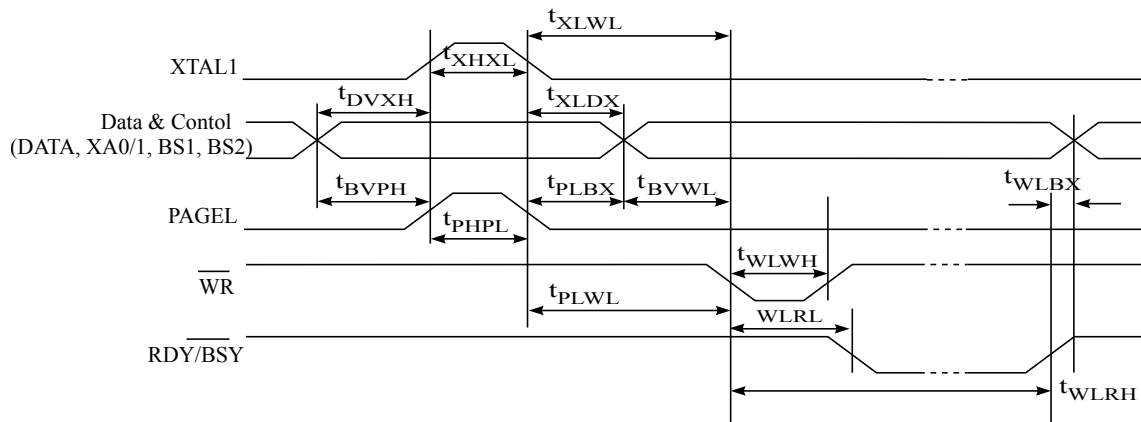 tXLWL
XTAL1
tXHXL
tDVXH
tXLDX
Data & Contol
(DATA, XA0/1, BS1, BS2)
tBVPH
tPLBX
tBVWL
tWLBX
PAGEL
tPHPL
WR
tWLWH
tPLWL
WLRL
RDY/BSY
tWLRH